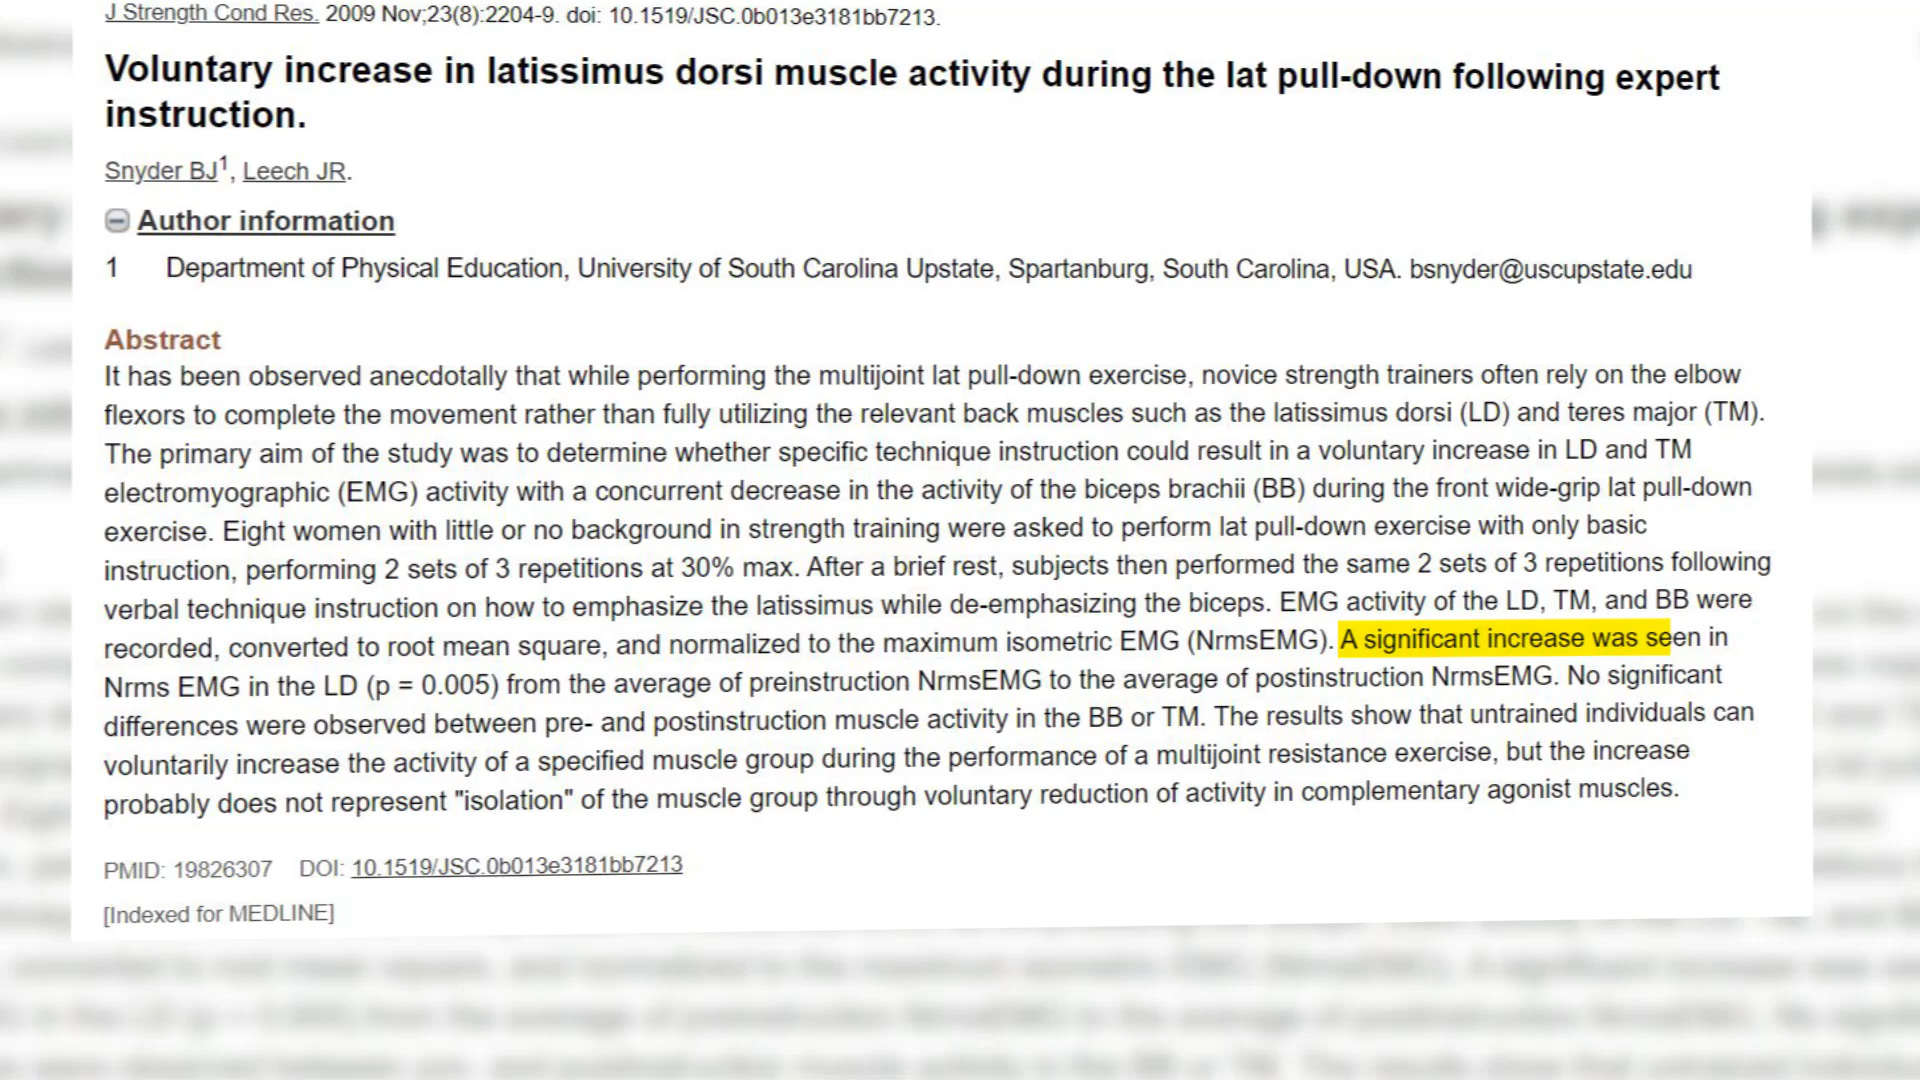 J Strength Cond Res. 2009 Nov;23(8):2204-9. doi: 10.1519/JSC.0b013e3181bb7213.
Voluntary increase in latissimus dorsi muscle activity during the lat pull-down following expert
instruction.
Snyder BJ1, Leech JR.
Author information
1 Department of Physical Education, University of South Carolina Upstate, Spartanburg, South Carolina, USA. bsnyder@uscupstate.edu
Abstract
It has been observed anecdotally that while performing the multijoint lat pull-down exercise, novice strength trainers often rely on the elbow
flexors to complete the movement rather than fully utilizing the relevant back muscles such as the latissimus dorsi (LD) and teres major (TM).
The primary aim of the study was to determine whether specific technique instruction could result in a voluntary increase in LD and TM
electromyographic (EMG) activity with a concurrent decrease in the activity of the biceps brachii (BB) during the front wide-grip lat pull-down
exercise. Eight women with little or no background in strength training were asked to perform lat pull-down exercise with only basic
instruction, performing 2 sets of 3 repetitions at 30% max. After a brief rest, subjects then performed the same 2 sets of 3 repetitions following
verbal technique instruction on how to emphasize the latissimus while de-emphasizing the biceps. EMG activity of the LD, TM, and BB were
recorded, converted to root mean square, and normalized to the maximum isometric EMG (NrmsEMG). A significant increase was seen in
Nrms EMG in the LD (p = 0.005) from the average of preinstruction NrmsEMG to the average of postinstruction NrmsEMG. No significant
differences were observed between pre- and postinstruction muscle activity in the BB or TM. The results show that untrained individuals can
voluntarily increase the activity of a specified muscle group during the performance of a multijoint resistance exercise, but the increase
probably does not represent "isolation" of the muscle group through voluntary reduction of activity in complementary agonist muscles.
PMID: 19826307 DOI: 10.1519/JSC.0b013e3181bb7213
[Indexed for MEDLINE]